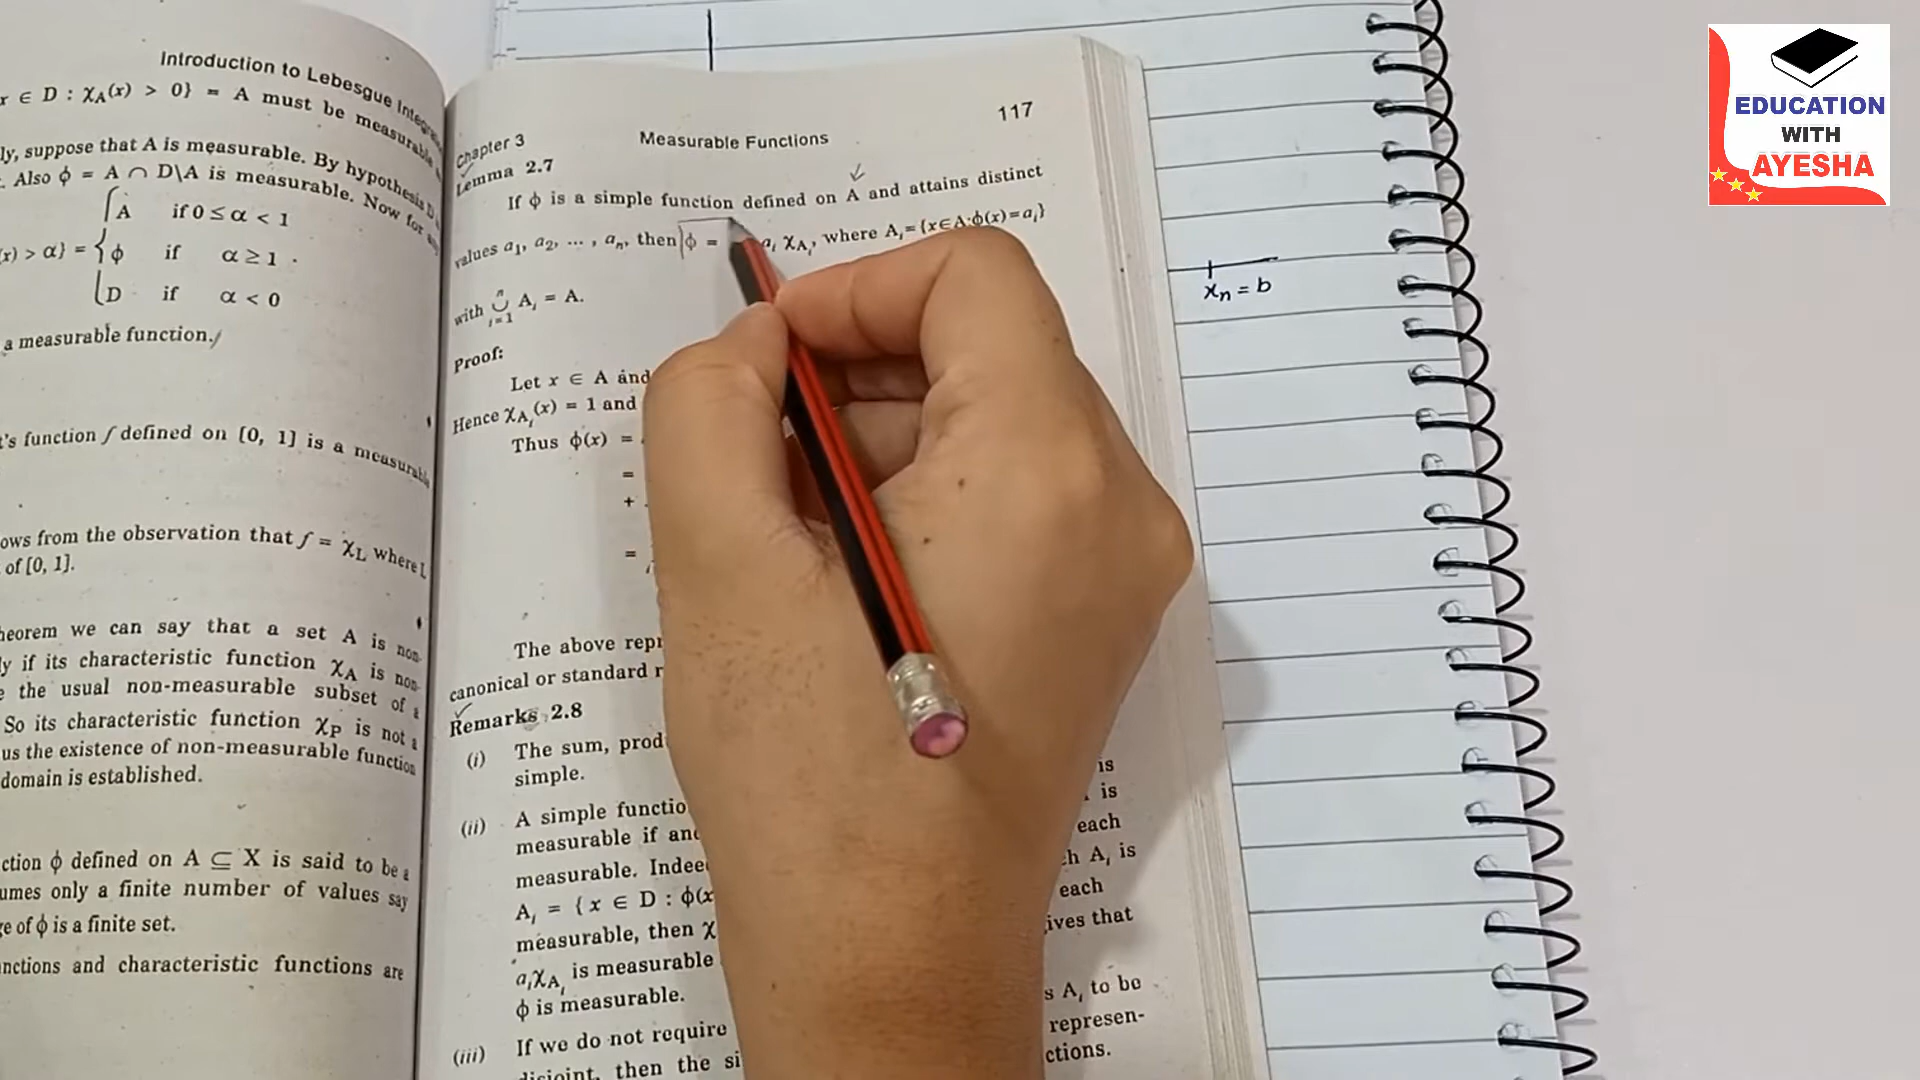 Introduction to Lebesgue
x ∈ D : χA(x) > 0} = A must be measurable
ly, suppose that A is measurable. By hypothesis D
. Also ϕ = A ∩ D\A is measurable. Now for any
A if 0 ≤ α < 1
(x) > α} = { ϕ if α ≥ 1 .
D if α < 0
a measurable function.
t's function f defined on [0, 1] is a measurable
ows from the observation that f = χL where L
of [0, 1].
heorem we can say that a set A is non-
y if its characteristic function χA is non-
e the usual non-measurable subset of a
So its characteristic function χP is not a
us the existence of non-measurable function
domain is established.
ction ϕ defined on A ⊆ X is said to be a
umes only a finite number of values say
ge of ϕ is a finite set.
nctions and characteristic functions are
Chapter 3 Measurable Functions 117
Lemma 2.7
If ϕ is a simple function defined on A and attains distinct
values a1, a2, ... , an, then ϕ = ai χAi, where Ai={x∈A:ϕ(x)=ai}
with n ∪ i=1 Ai = A.
Proof:
Let x ∈ A and
Hence χAi(x) = 1 and
Thus ϕ(x) =
=
+
=
The above repr
canonical or standard r
Remarks 2.8
(i) The sum, prod
simple. is
(ii) A simple functio is
measurable if and each
measurable. Indeed h Ai is
Ai = { x ∈ D : ϕ(x each
measurable, then χ ives that
aiχAi is measurable
ϕ is measurable. s Ai to be
(iii) If we do not require represen-
disjoint, then the si ctions.
xn = b
EDUCATION
WITH
AYESHA